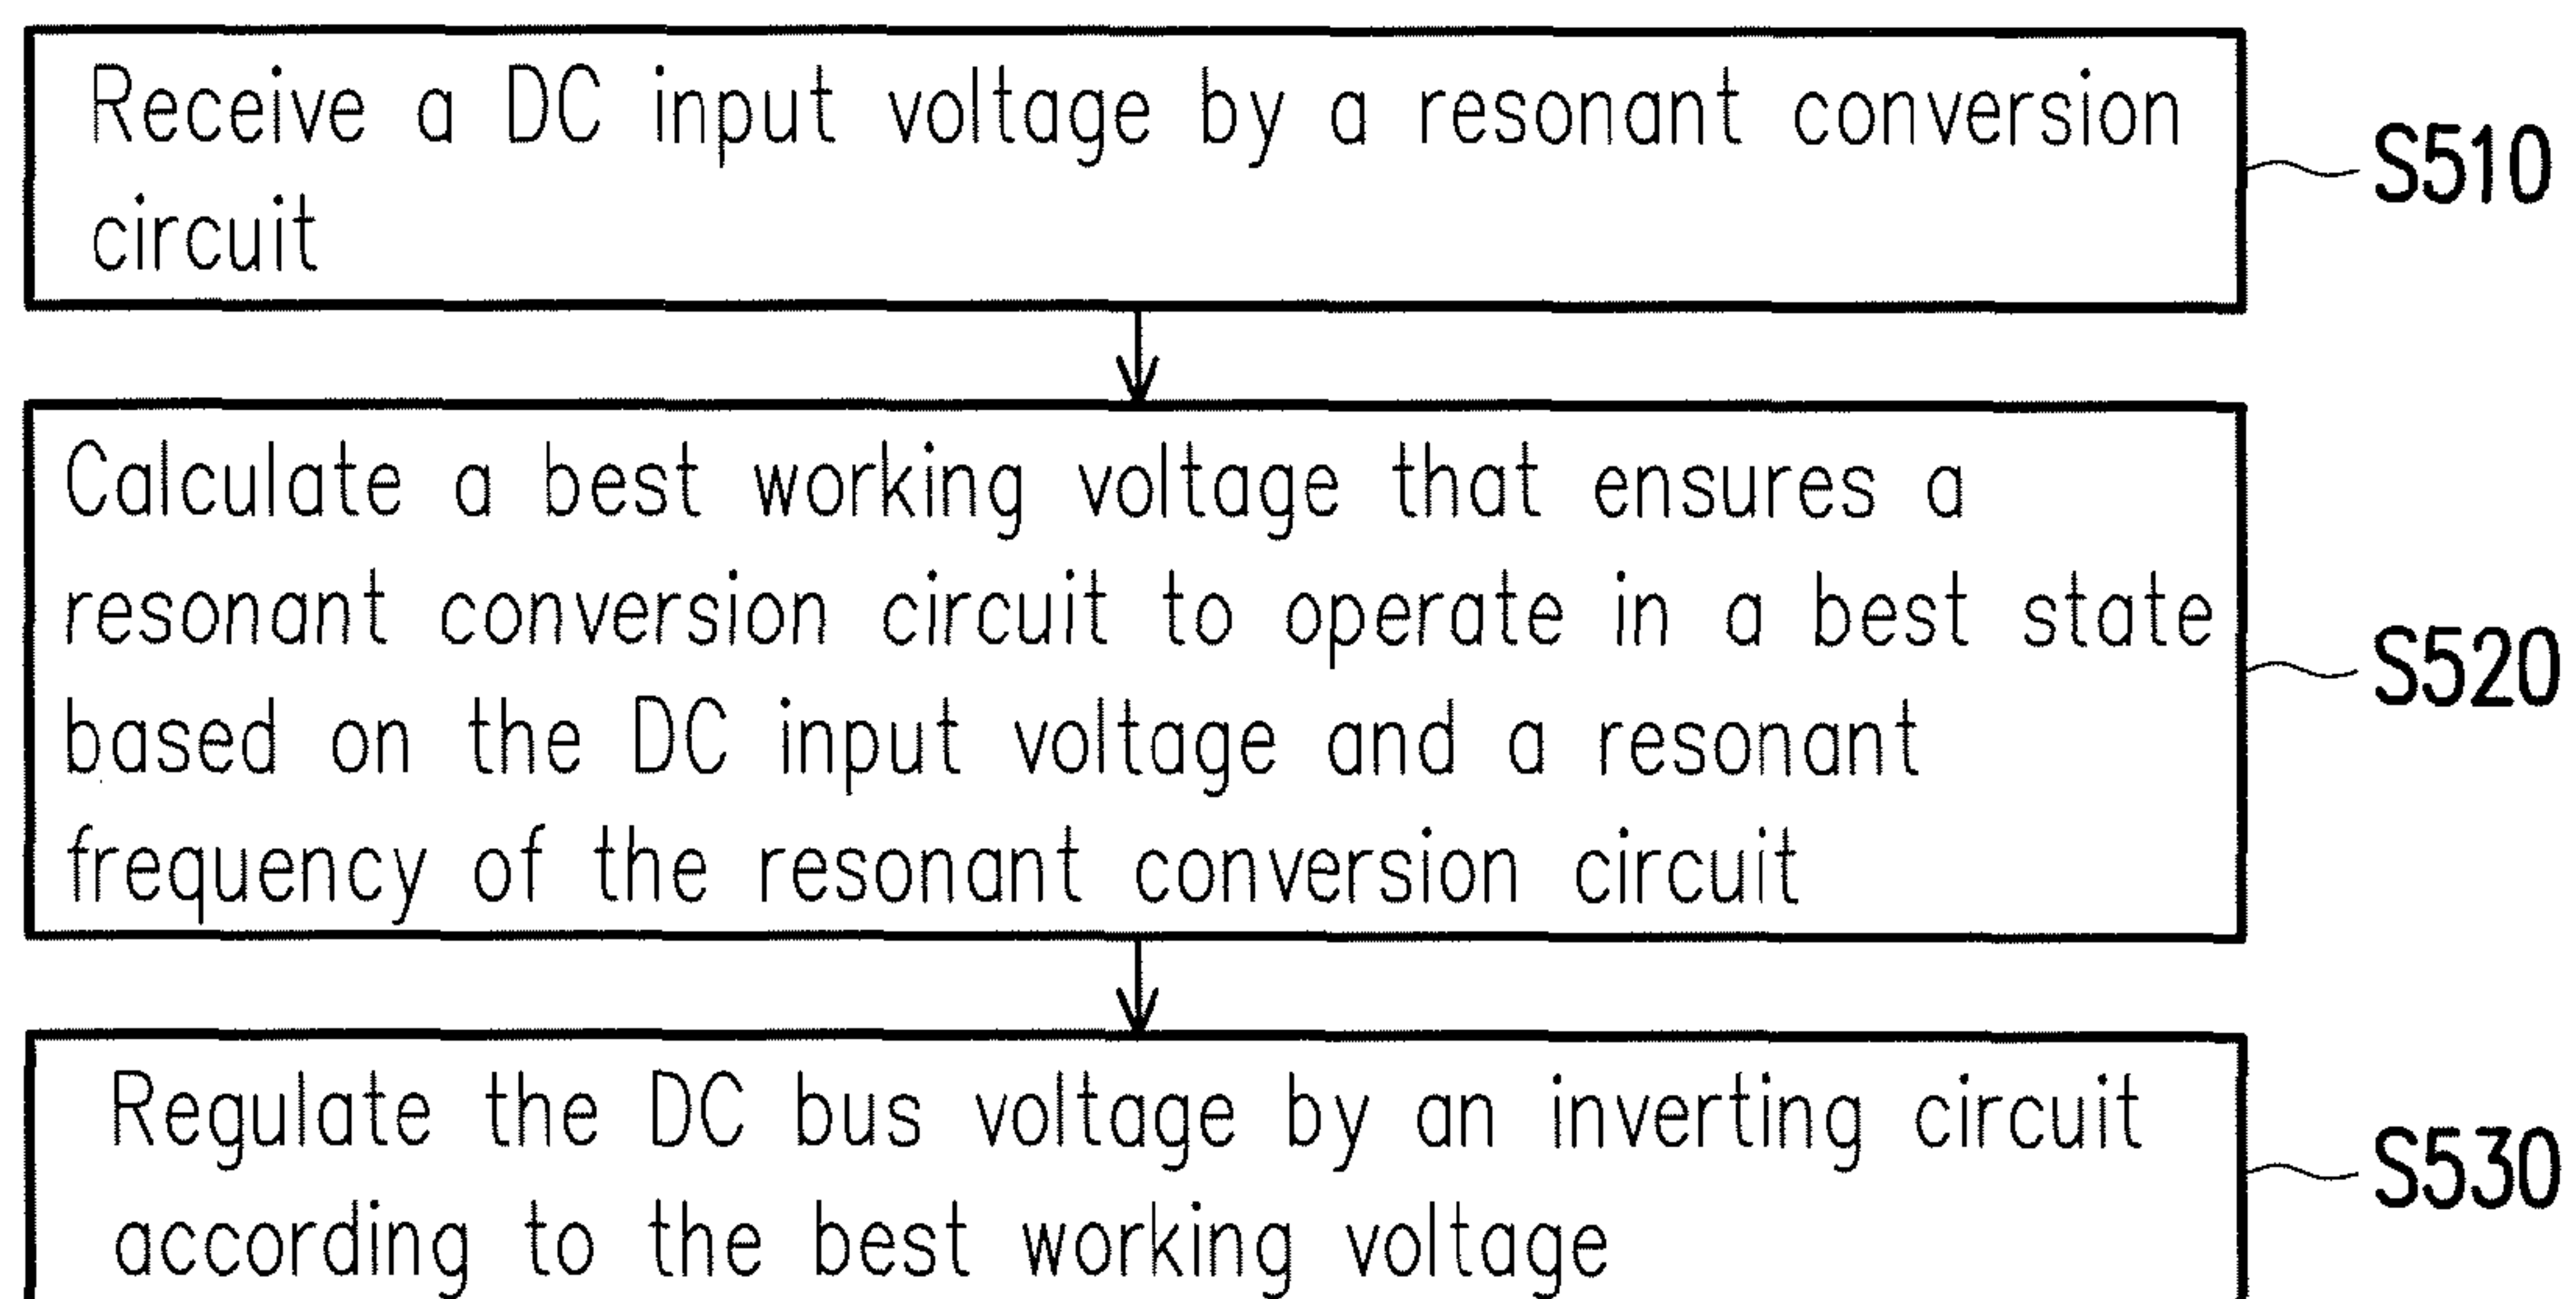 Receive a DC input voltage by a resonant conversion
circuit
S510
Calculate a best working voltage that ensures a
resonant conversion circuit to operate in a best state
based on the DC input voltage and a resonant
frequency of the resonant conversion circuit
S520
Regulate the DC bus voltage by an inverting circuit
according to the best working voltage
S530